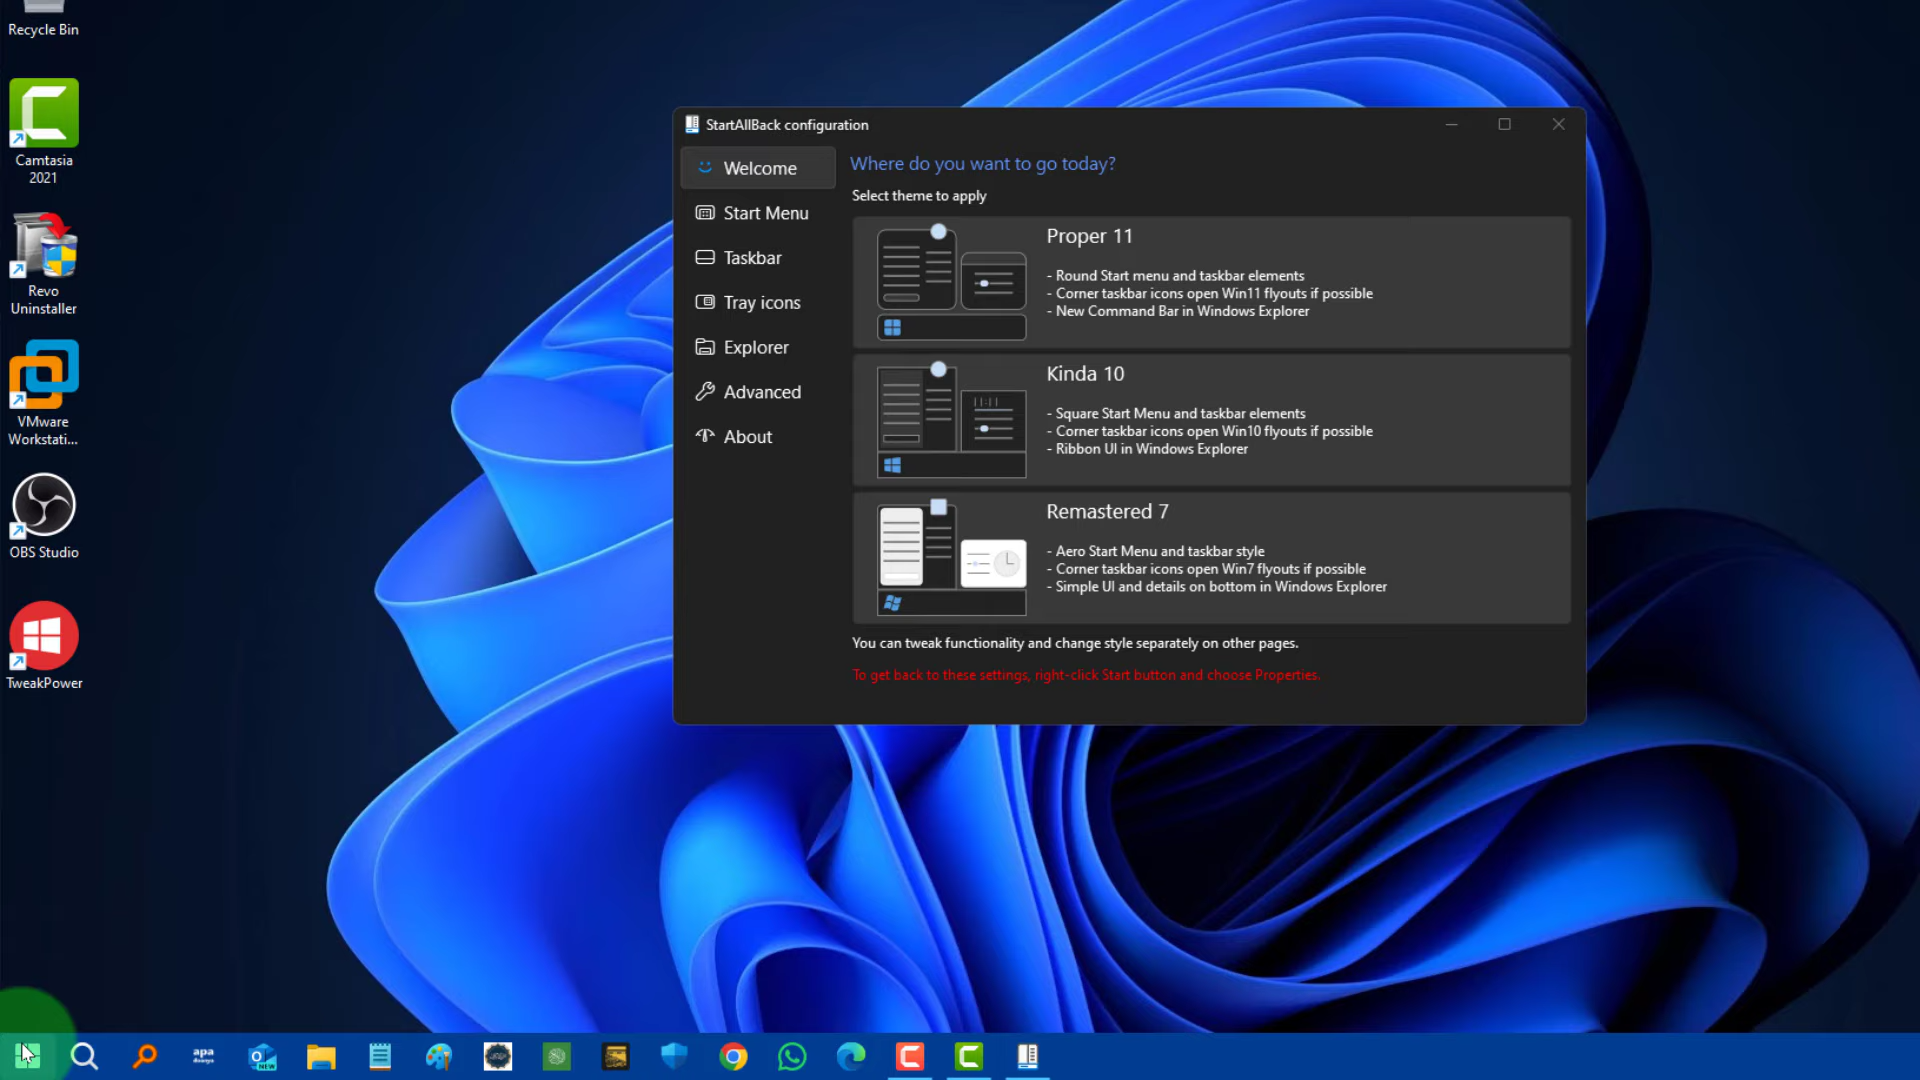 Recycle Bin
Camtasia
2021
Revo
Uninstaller
VMware
Workstati...
OBS Studio
TweakPower
StartAllBack configuration
Welcome
Start Menu
Taskbar
Tray icons
Explorer
Advanced
About
Where do you want to go today?
Select theme to apply
Proper 11
- Round Start menu and taskbar elements
- Corner taskbar icons open Win11 flyouts if possible
- New Command Bar in Windows Explorer
Kinda 10
- Square Start Menu and taskbar elements
- Corner taskbar icons open Win10 flyouts if possible
- Ribbon UI in Windows Explorer
Remastered 7
- Aero Start Menu and taskbar style
- Corner taskbar icons open Win7 flyouts if possible
- Simple UI and details on bottom in Windows Explorer
You can tweak functionality and change style separately on other pages.
To get back to these settings, right-click Start button and choose Properties.
apa
NEW